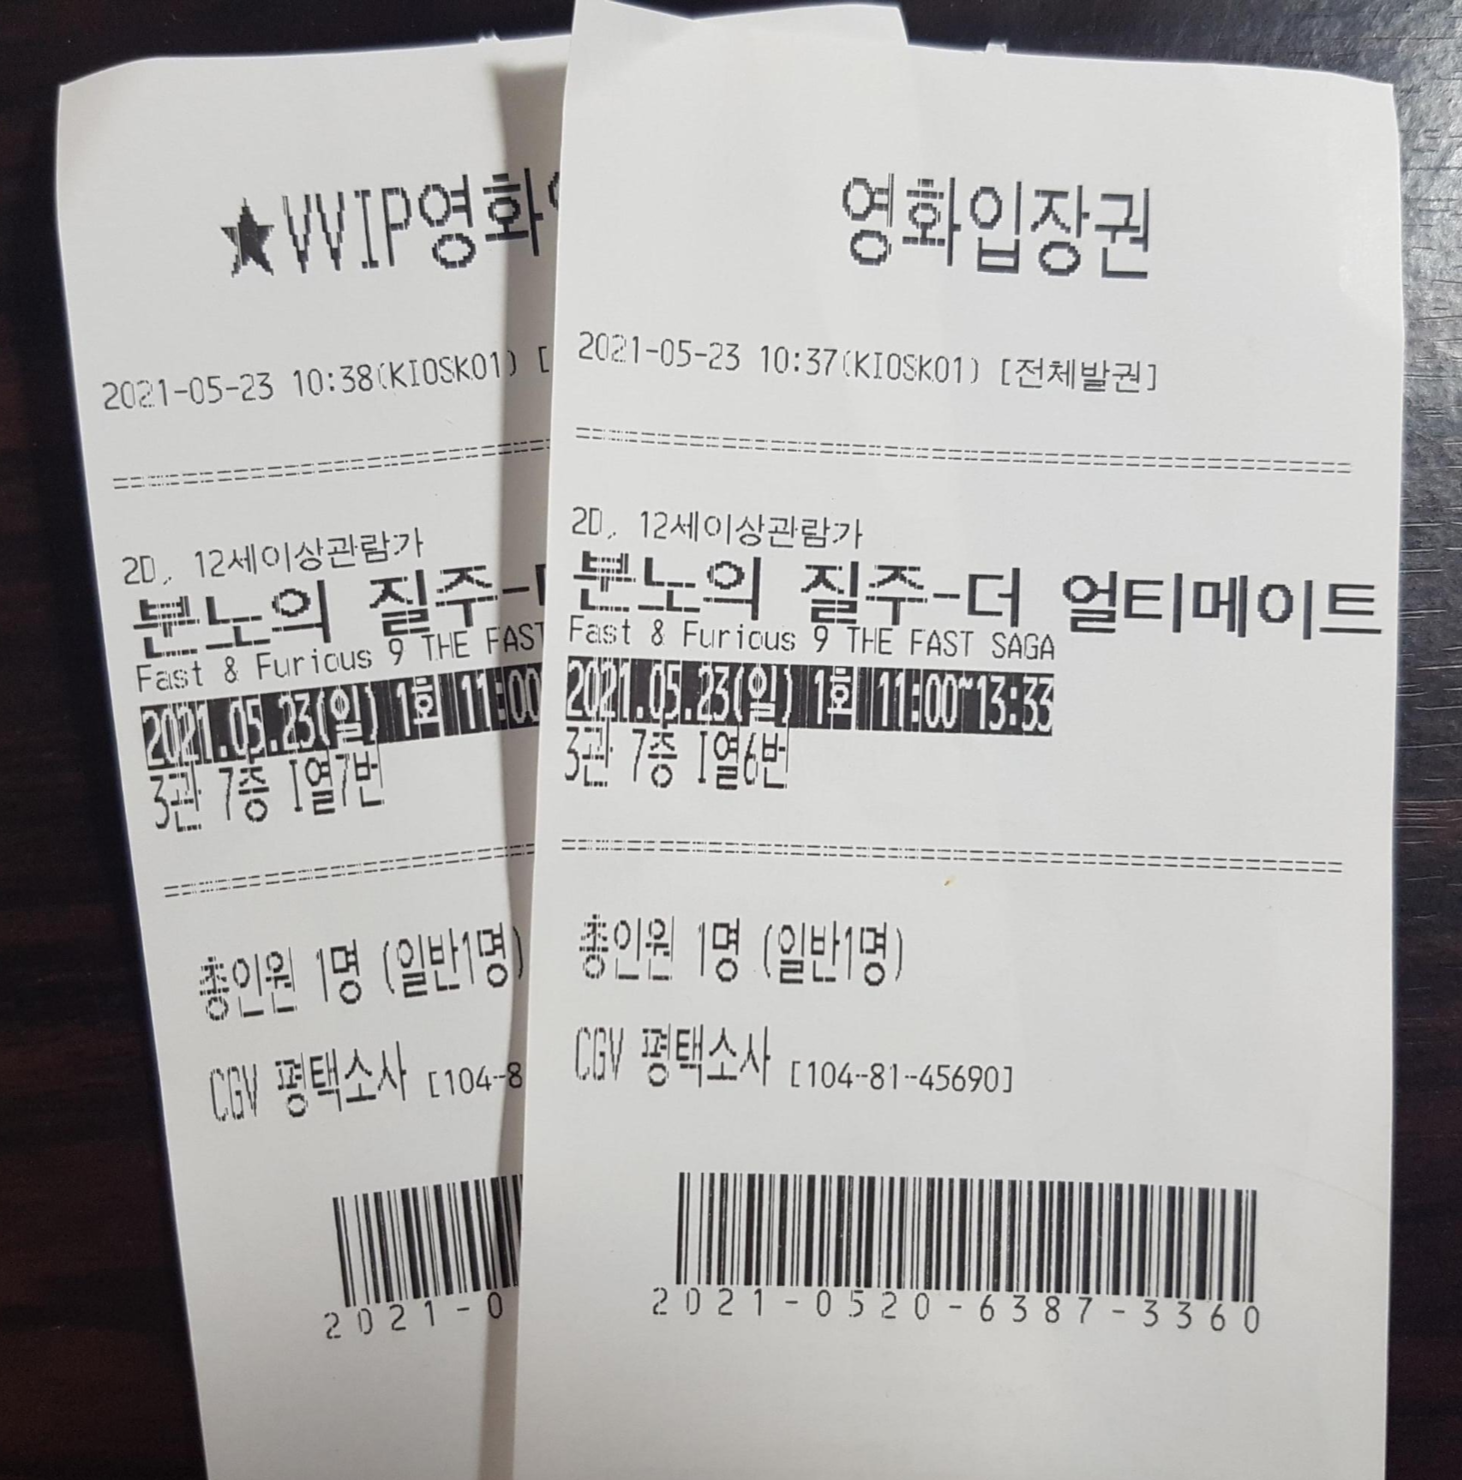 ★VVIP영화
2021-05-23 10:38(KIOSK01) [
2D, 12세이상관람가
분노의 질주-
Fast & Furious 9 THE FAST
2021.05.23(일) 1회 11:00
3관 7층 I열7번
총인원 1명 (일반1명)
CGV 평택소사 [104-8
2021-0
영화입장권
2021-05-23 10:37(KIOSK01) [전체발권]
2D, 12세이상관람가
분노의 질주-더 얼티메이트
Fast & Furious 9 THE FAST SAGA
2021.05.23(일) 1회 11:00~13:33
3관 7층 I열6번
총인원 1명 (일반1명)
CGV 평택소사 [104-81-45690]
2021-0520-6387-3360